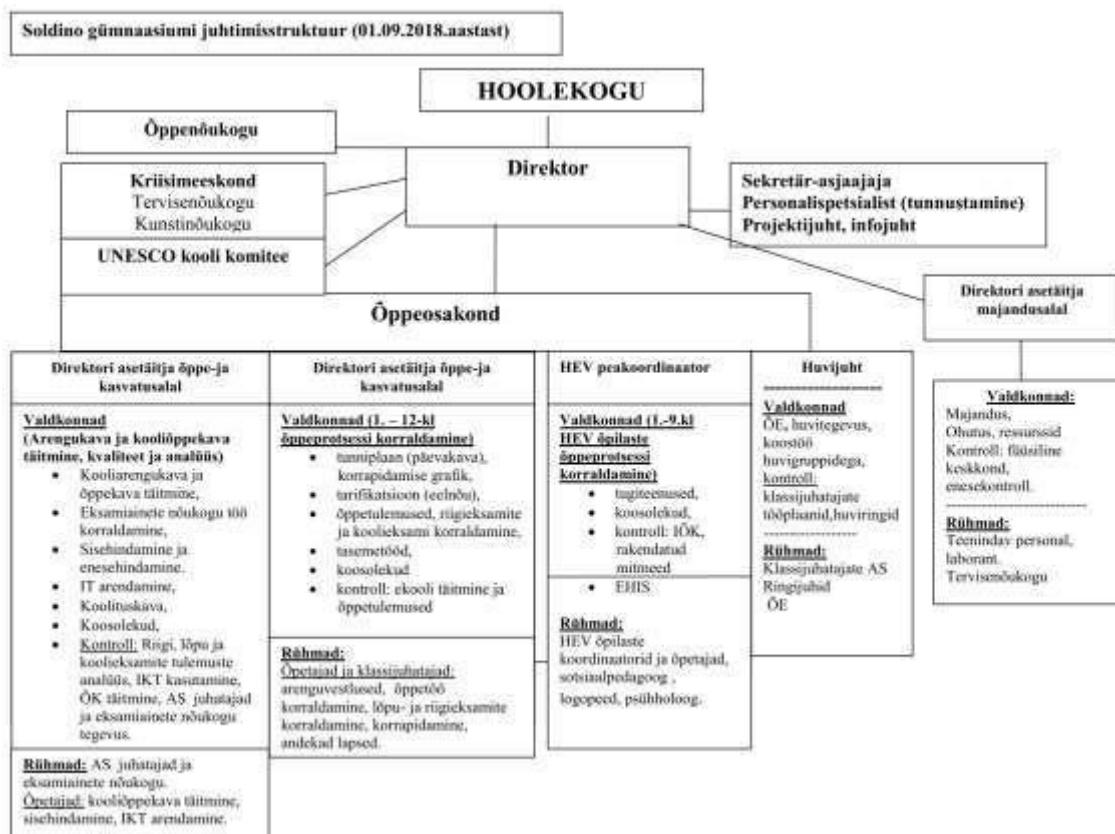 Soldino gümnaasiumi juhtimisstruktuur (01.09.2018.aastast)
HOOLEKOGU
Õppenõukogu
Direktor
Kriisimeeskond
Tervisenõukogu
Kunstinõukogu
UNESCO kooli komitee
Sekretär-asjaajaja
Personalispetsialist (tunnustamine)
Projektijuht, infojuht
Direktori asetäitja
majandusalal
Õppeosakond
Direktori asetäitja õppe-ja
kasvatusalal
Valdkonnad
(Arengukava ja kooliõppekava
täitmine, kvaliteet ja analüüs)
• Kooliarengukava ja
õppekava täitmine,
• Eksamiainete nõukogu töö
korraldamine,
• Sisehindamine ja
enesehindamine.
• IT arendamine,
• Koolituskava,
• Koosolekud,
• Kontroll: Riigi, lõpu ja
koolieksamite tulemuste
analüüs, IKT kasutamine,
ÕK täitmine, AS juhatajad
ja eksamiainete nõukogu
tegevus.
Rühmad: AS juhatajad ja
eksamiainete nõukogu.
Õpetajad: kooliõppekava täitmine,
sisehindamine, IKT arendamine.
Direktori asetäitja õppe-ja
kasvatusalal
Valdkonnad (1. – 12-kl
õppeprotsessi korraldamine)
• tunniplaan (päevakava),
korrapidamise grafik,
• tarifikatsioon (eelnõu),
• õppetulemused, riigieksamite
ja koolieksami korraldamine,
• tasemetööd,
• koosolekud
• kontroll: ekooli täitmine ja
õppetulemused
Rühmad:
Õpetajad ja klassijuhatajad:
arenguvestlused, õppetöö
korraldamine, lõpu- ja riigieksamite
korraldamine, korrapidamine,
andekad lapsed.
HEV peakoordinaator
Valdkonnad (1.-9.kl
HEV õpilaste
õppeprotsessi
korraldamine)
• tugiteenused,
• koosolekud,
• kontroll: IÕK,
rakendatud
mitmeed
• EHIS
Rühmad:
HEV õpilaste
koordinaatorid ja õpetajad,
sotsiaalpedagoog ,
logopeed, psühholoog.
Huvijuht
--------------------
Valdkonnad
ÕE, huvitegevus,
koostöö
huvigruppidega,
kontroll:
klassijuhatajate
tööplaanid,huviringid
----------------
Rühmad:
Klassijuhatajate AS
Ringijuhid
ÕE
Valdkonnad:
Majandus,
Ohutus, ressurssid
Kontroll: füüsiline
keskkond,
enesekontroll.
------------------------
Rühmad:
Teenindav personal,
laborant.
Tervisenõukogu